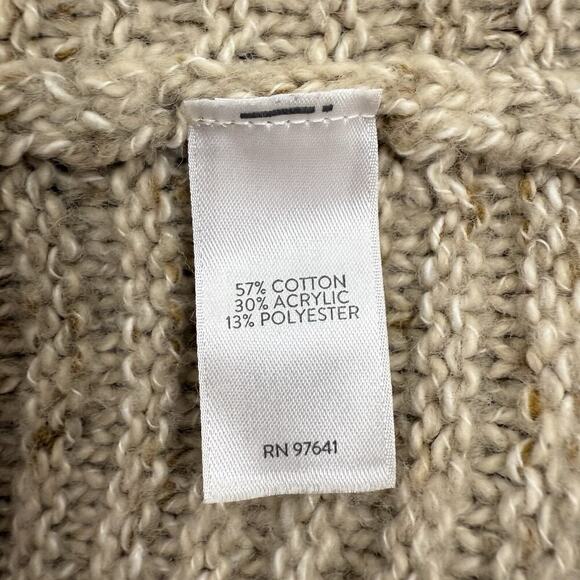 57% COTTON
30% ACRYLIC
13% POLYESTER
RN 97641